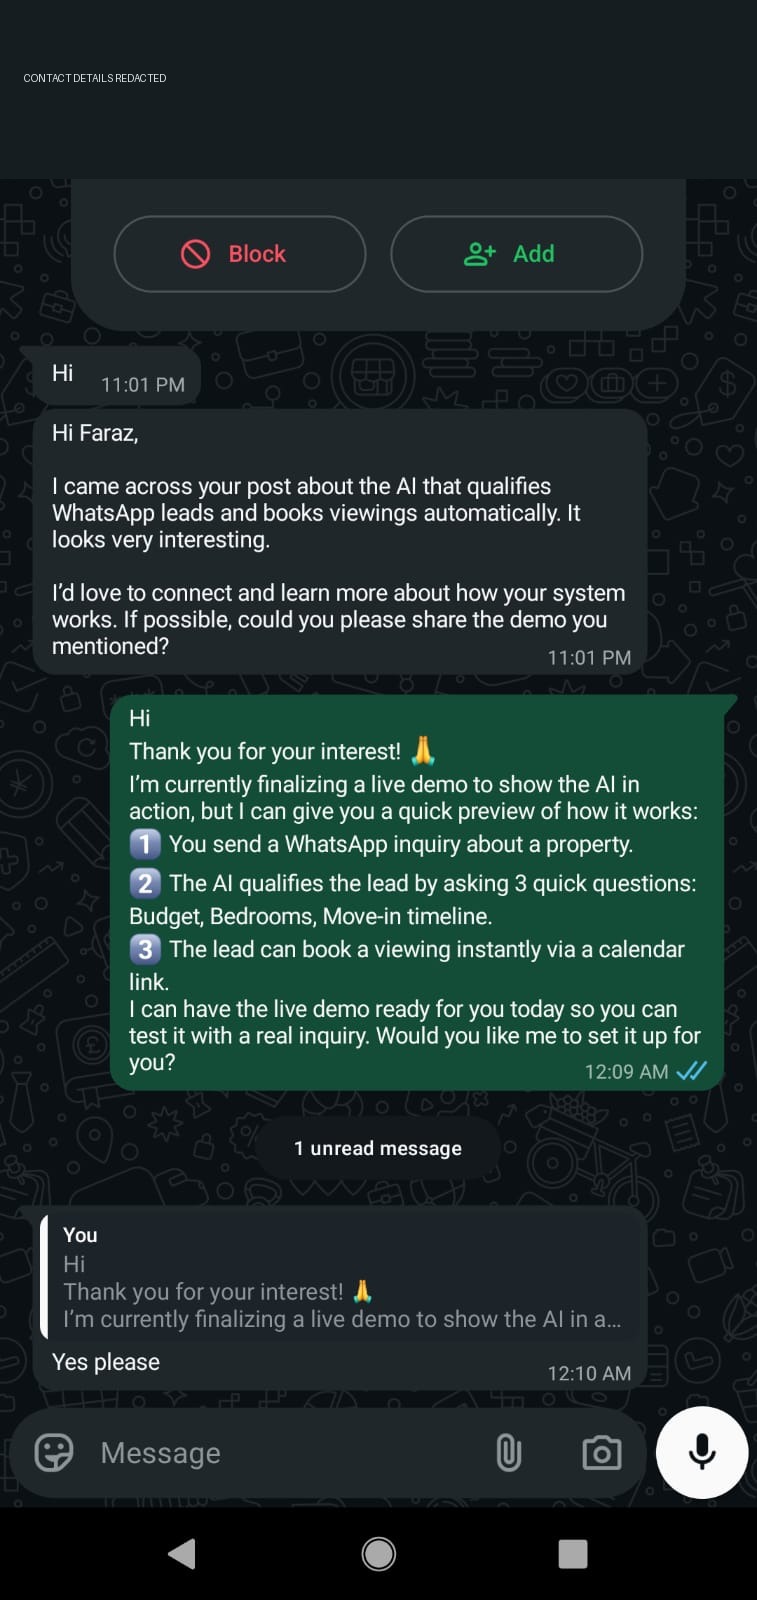 CONTACT DETAILS REDACTED
Block
Add
Hi
11:01 PM
Hi Faraz,
I came across your post about the AI that qualifies
WhatsApp leads and books viewings automatically. It
looks very interesting.
I’d love to connect and learn more about how your system
works. If possible, could you please share the demo you
mentioned?
11:01 PM
Hi
Thank you for your interest! 🙏
I’m currently finalizing a live demo to show the AI in
action, but I can give you a quick preview of how it works:
1️⃣ You send a WhatsApp inquiry about a property.
2️⃣ The AI qualifies the lead by asking 3 quick questions:
Budget, Bedrooms, Move-in timeline.
3️⃣ The lead can book a viewing instantly via a calendar
link.
I can have the live demo ready for you today so you can
test it with a real inquiry. Would you like me to set it up for
you?
12:09 AM
1 unread message
You
Hi
Thank you for your interest! 🙏
I’m currently finalizing a live demo to show the AI in a...
Yes please
12:10 AM
Message